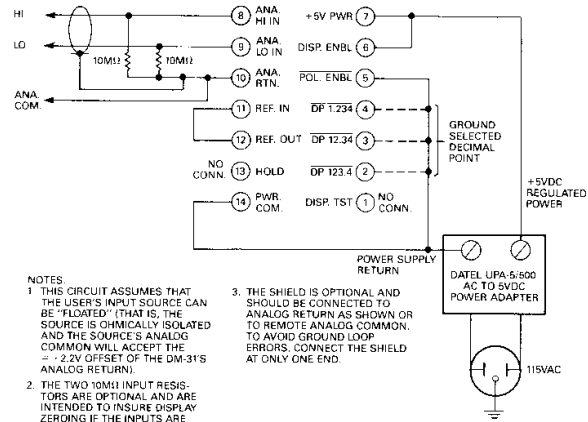 HI
8 ANA. HI IN
+5V PWR 7
LO
9 ANA. LO IN
DISP. ENBL 6
10MΩ
10MΩ
10 ANA. RTN.
POL. ENBL 5
ANA. COM.
11 REF. IN
DP 1.234 4
12 REF. OUT
DP 12.34 3
GROUND
SELECTED
DECIMAL
POINT
NO CONN. 13 HOLD
DP 123.4 2
14 PWR. COM.
DISP. TST 1 NO CONN.
+5VDC
REGULATED
POWER
POWER SUPPLY
RETURN
DATEL UPA-5/500
AC TO 5VDC
POWER ADAPTER
115VAC
NOTES.
1 THIS CIRCUIT ASSUMES THAT
THE USER'S INPUT SOURCE CAN
BE "FLOATED" (THAT IS, THE
SOURCE IS OHMICALLY ISOLATED
AND THE SOURCE'S ANALOG
COMMON WILL ACCEPT THE
2.2V OFFSET OF THE DM-31'S
ANALOG RETURN).
2. THE TWO 10MΩ INPUT RESIS-
TORS ARE OPTIONAL AND ARE
INTENDED TO INSURE DISPLAY
ZEROING IF THE INPUTS ARE
3. THE SHIELD IS OPTIONAL AND
SHOULD BE CONNECTED TO
ANALOG RETURN AS SHOWN OR
TO REMOTE ANALOG COMMON.
TO AVOID GROUND LOOP
ERRORS, CONNECT THE SHIELD
AT ONLY ONE END.